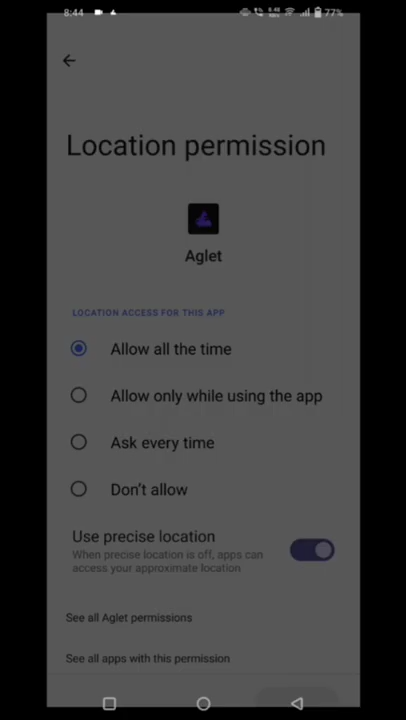 8:44
77%
Location permission
Aglet
LOCATION ACCESS FOR THIS APP
Allow all the time
Allow only while using the app
Ask every time
Don't allow
Use precise location
When precise location is off, apps can
access your approximate location
See all Aglet permissions
See all apps with this permission